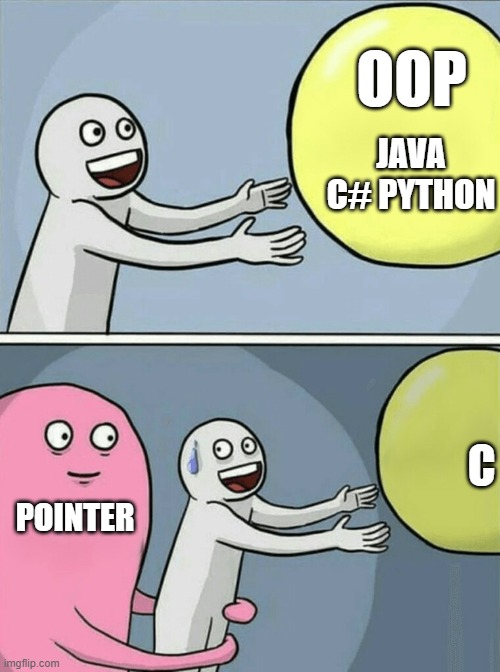 OOP
JAVA
C# PYTHON
C
POINTER
imgflip.com